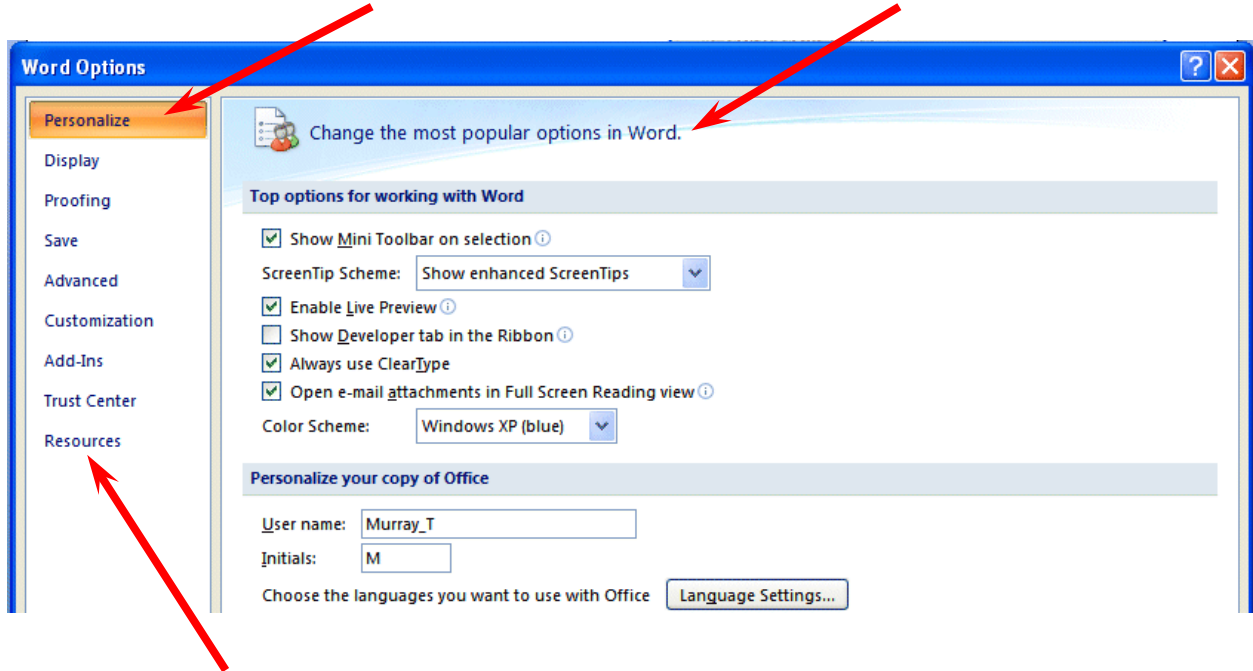 Word Options
Personalize
Display
Proofing
Save
Advanced
Customization
Add-Ins
Trust Center
Resources
Change the most popular options in Word.
Top options for working with Word
Show Mini Toolbar on selection
ScreenTip Scheme: Show enhanced ScreenTips
Enable Live Preview
Show Developer tab in the Ribbon
Always use ClearType
Open e-mail attachments in Full Screen Reading view
Color Scheme: Windows XP (blue)
Personalize your copy of Office
User name: Murray_T
Initials: M
Choose the languages you want to use with Office Language Settings...